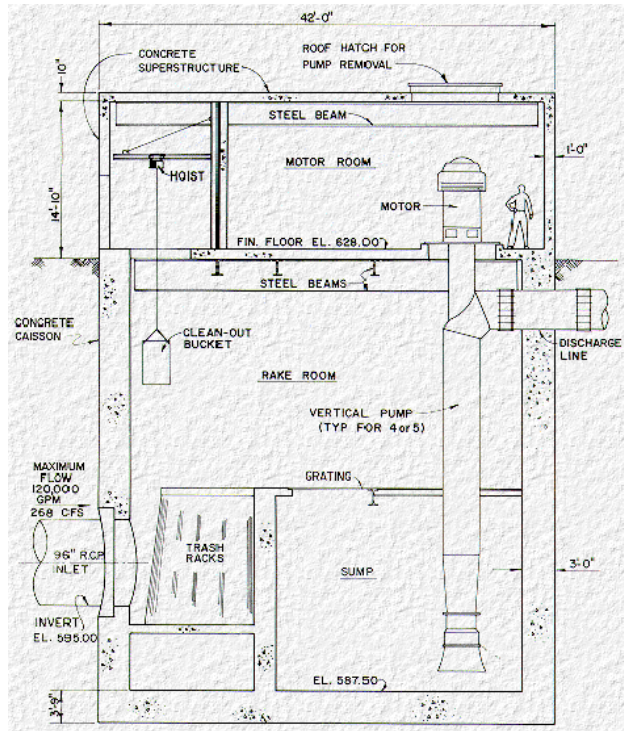 42'-0"
CONCRETE
SUPERSTRUCTURE
ROOF HATCH FOR
PUMP REMOVAL
10"
STEEL BEAM
MOTOR ROOM
HOIST
1'-0"
14'-10"
MOTOR
FIN. FLOOR EL. 628.00
STEEL BEAMS
CONCRETE
CAISSON
CLEAN-OUT
BUCKET
DISCHARGE
LINE
RAKE ROOM
VERTICAL PUMP
(TYP FOR 4 or 5)
MAXIMUM
FLOW
120,000
GPM
268 CFS
GRATING
96" R.C.P.
INLET
TRASH
RACKS
SUMP
3'-0"
INVERT
EL. 595.00
EL. 587.50
3'-9"